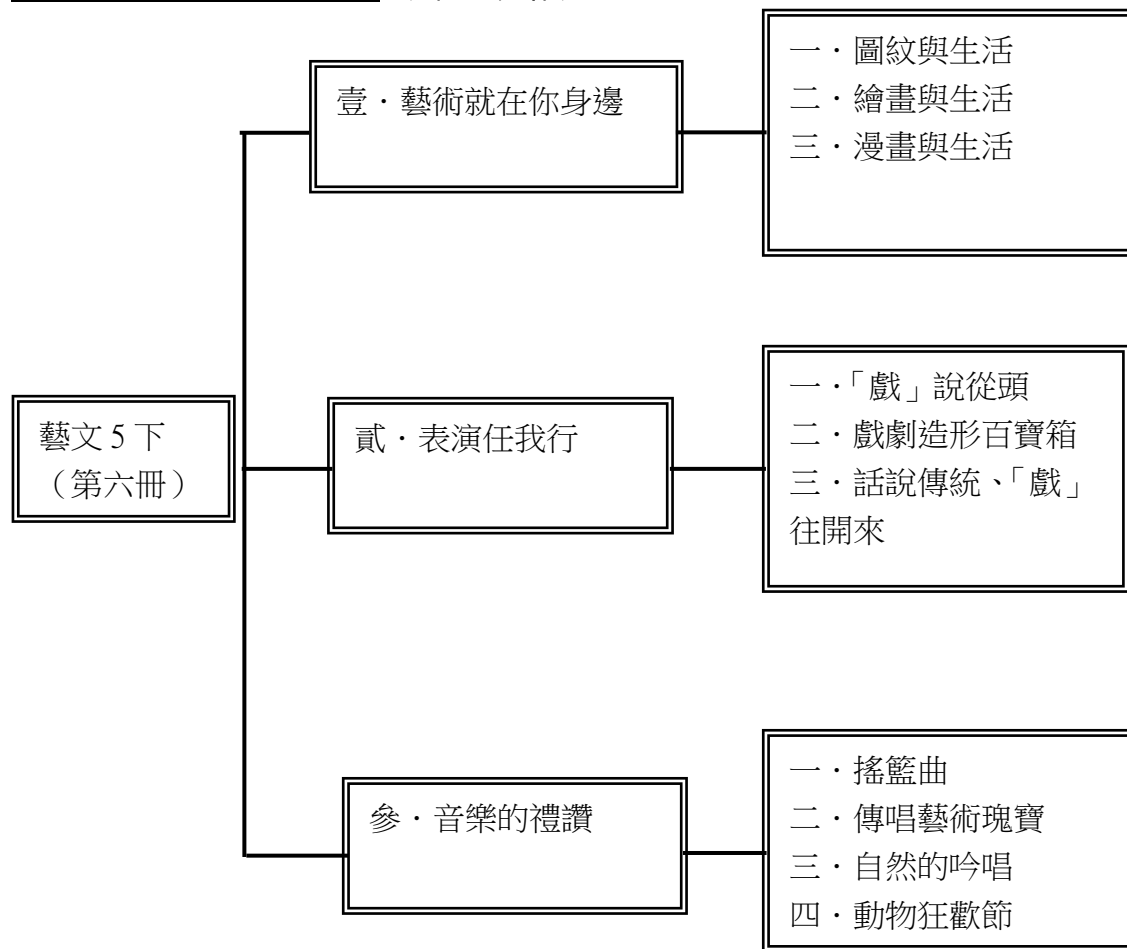 壹．藝術就在你身邊
一．圖紋與生活
二．繪畫與生活
三．漫畫與生活
藝文5下
（第六冊）
貳．表演任我行
一．「戲」說從頭
二．戲劇造形百寶箱
三．話說傳統、「戲」
往開來
參．音樂的禮讚
一．搖籃曲
二．傳唱藝術瑰寶
三．自然的吟唱
四．動物狂歡節